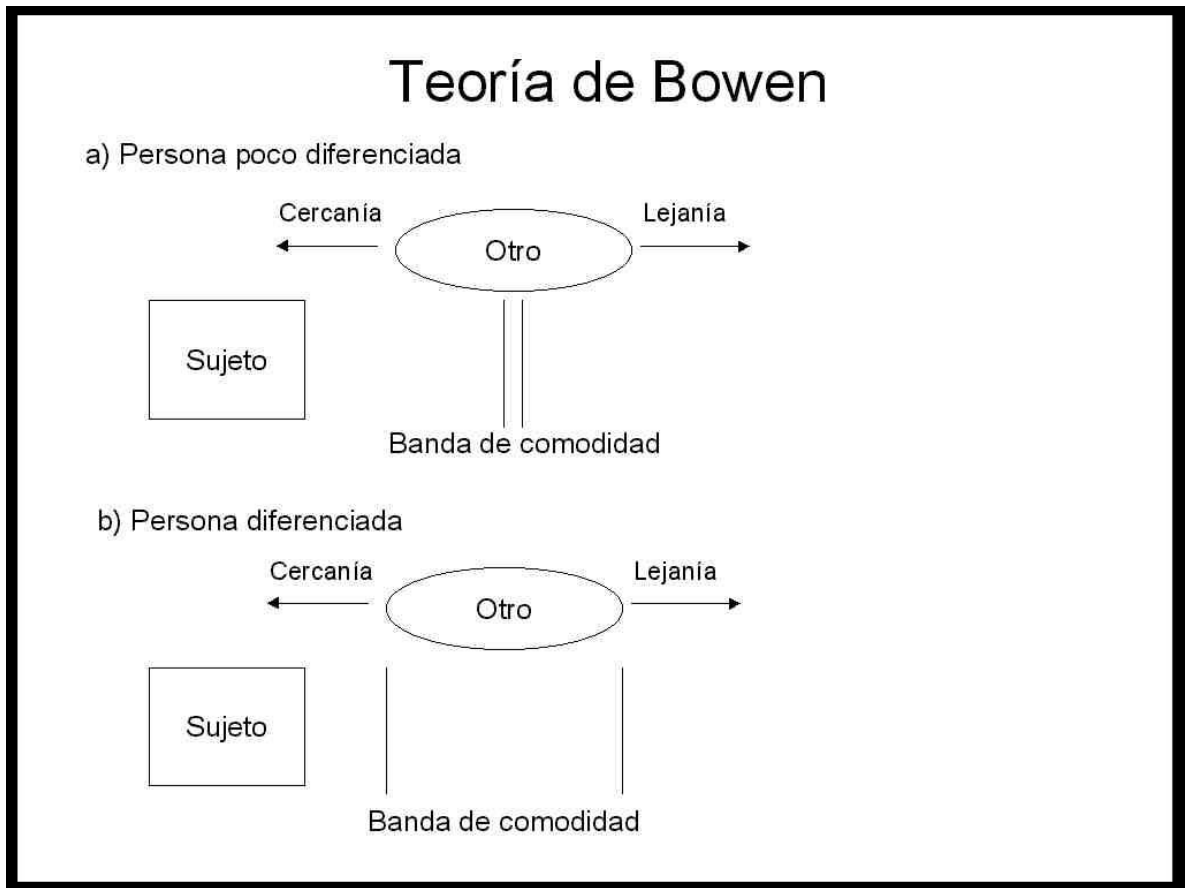 Teoría de Bowen
a) Persona poco diferenciada
Cercanía
Lejanía
Otro
Sujeto
Banda de comodidad
b) Persona diferenciada
Cercanía
Lejanía
Otro
Sujeto
Banda de comodidad